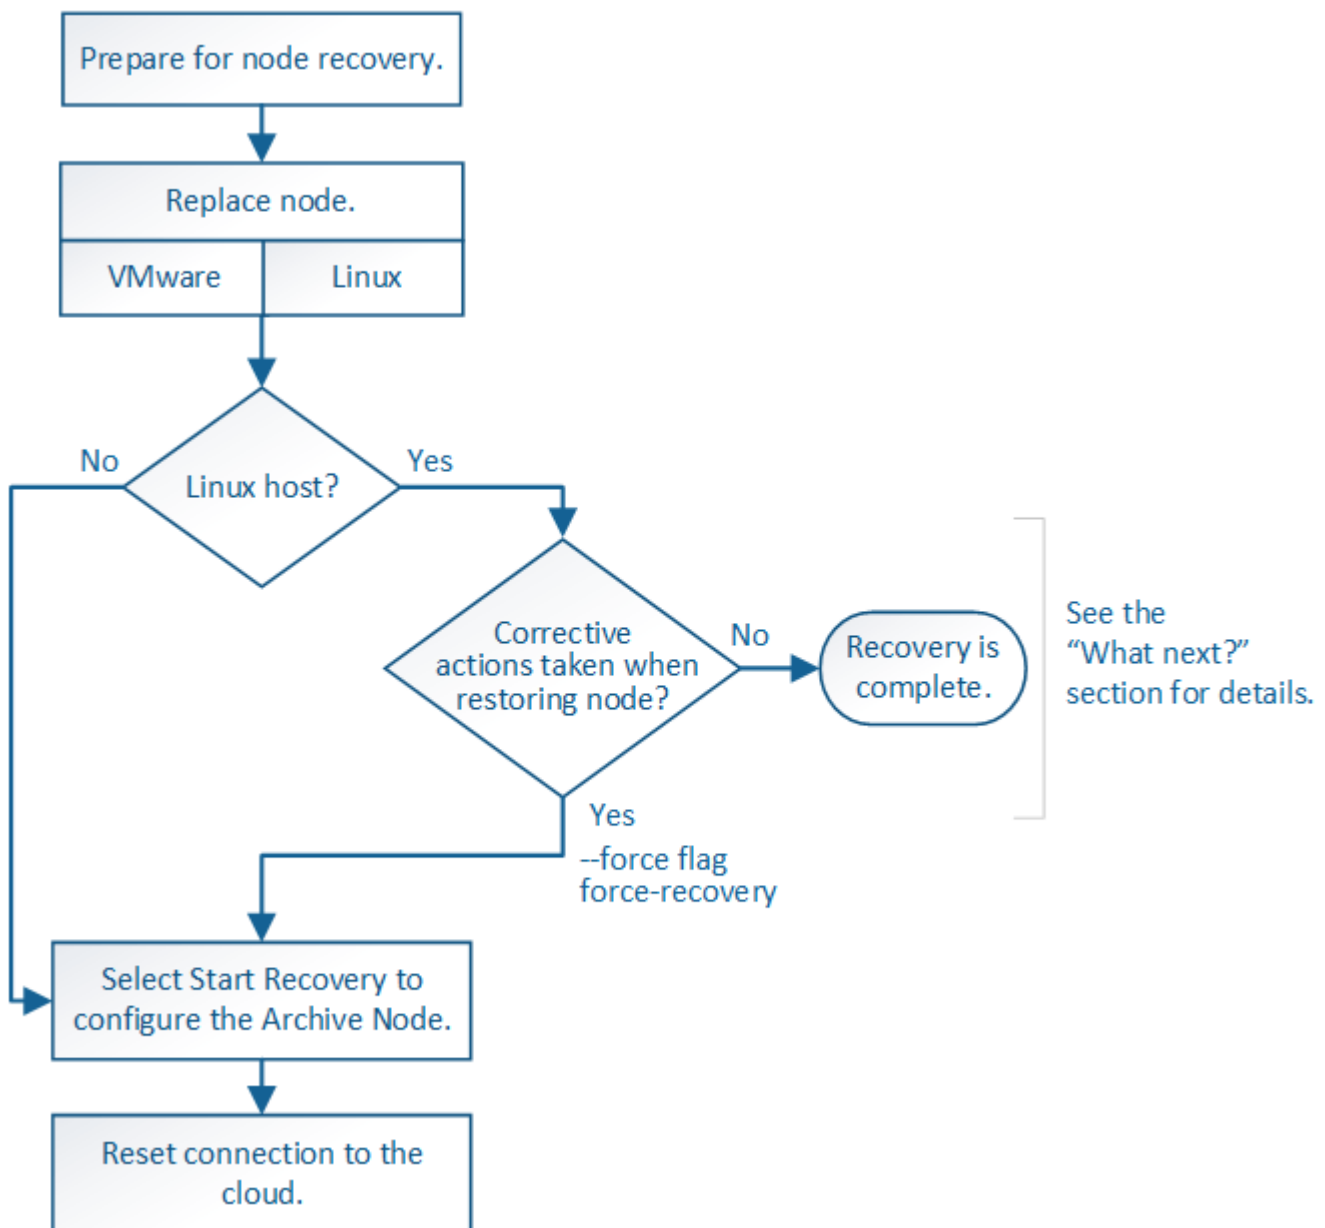 Prepare for node recovery.
Replace node.
VMware
Linux
No
Yes
Linux host?
Corrective
actions taken when
restoring node?
No
Recovery is
complete.
See the
“What next?”
section for details.
Yes
--force flag
force-recovery
Select Start Recovery to
configure the Archive Node.
Reset connection to the
cloud.